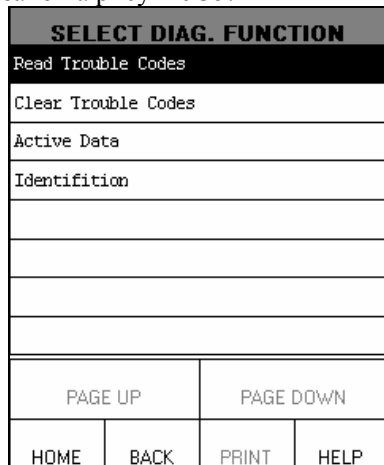 SELECT DIAG. FUNCTION
Read Trouble Codes
Clear Trouble Codes
Active Data
Identifition
PAGE UP PAGE DOWN
HOME BACK PRINT HELP